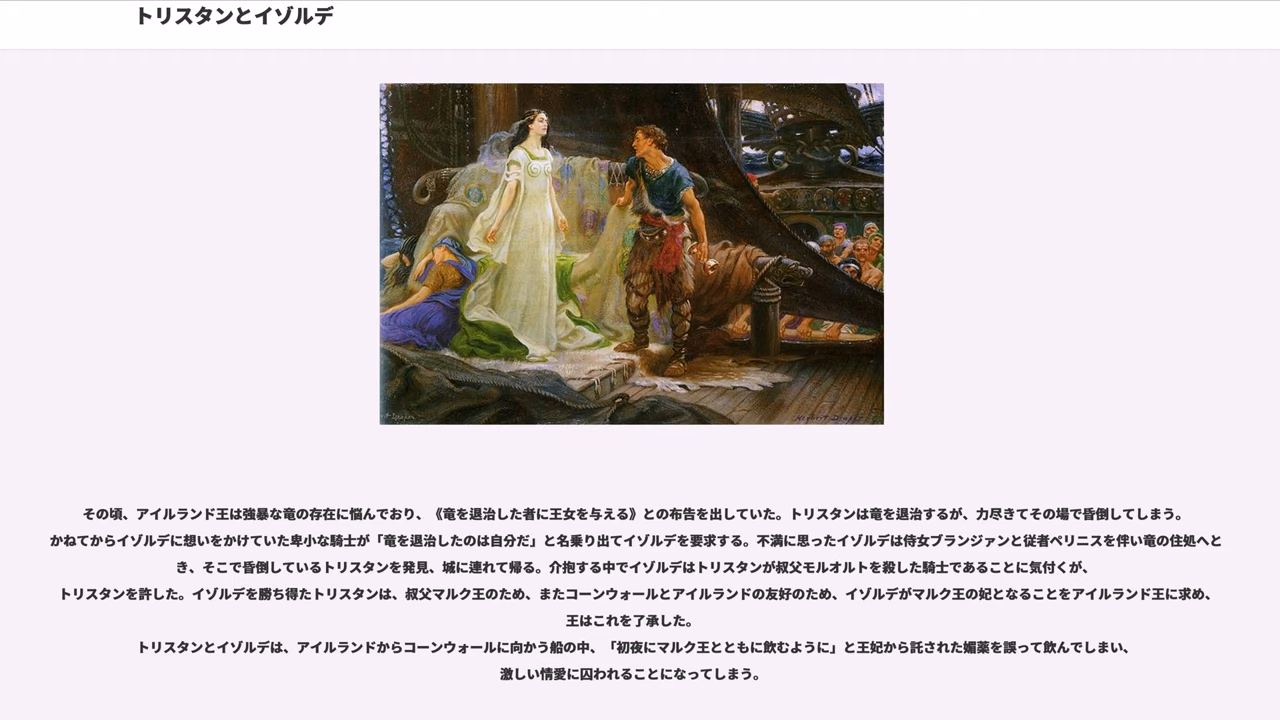 トリスタンとイゾルデ
その頃、アイルランド王は強暴な竜の存在に悩んでおり、《竜を退治した者に王女を与える》との布告を出していた。トリスタンは竜を退治するが、力尽きてその場で昏倒してしまう。
かねてからイゾルデに想いをかけていた卑小な騎士が「竜を退治したのは自分だ」と名乗り出てイゾルデを要求する。不満に思ったイゾルデは侍女ブランジァンと従者ペリニスを伴い竜の住処へと
き、そこで昏倒しているトリスタンを発見、城に連れて帰る。介抱する中でイゾルデはトリスタンが叔父モルオルトを殺した騎士であることに気付くが、
トリスタンを許した。イゾルデを勝ち得たトリスタンは、叔父マルク王のため、またコーンウォールとアイルランドの友好のため、イゾルデがマルク王の妃となることをアイルランド王に求め、
王はこれを了承した。
トリスタンとイゾルデは、アイルランドからコーンウォールに向かう船の中、「初夜にマルク王とともに飲むように」と王妃から託された媚薬を誤って飲んでしまい、
激しい情愛に囚われることになってしまう。